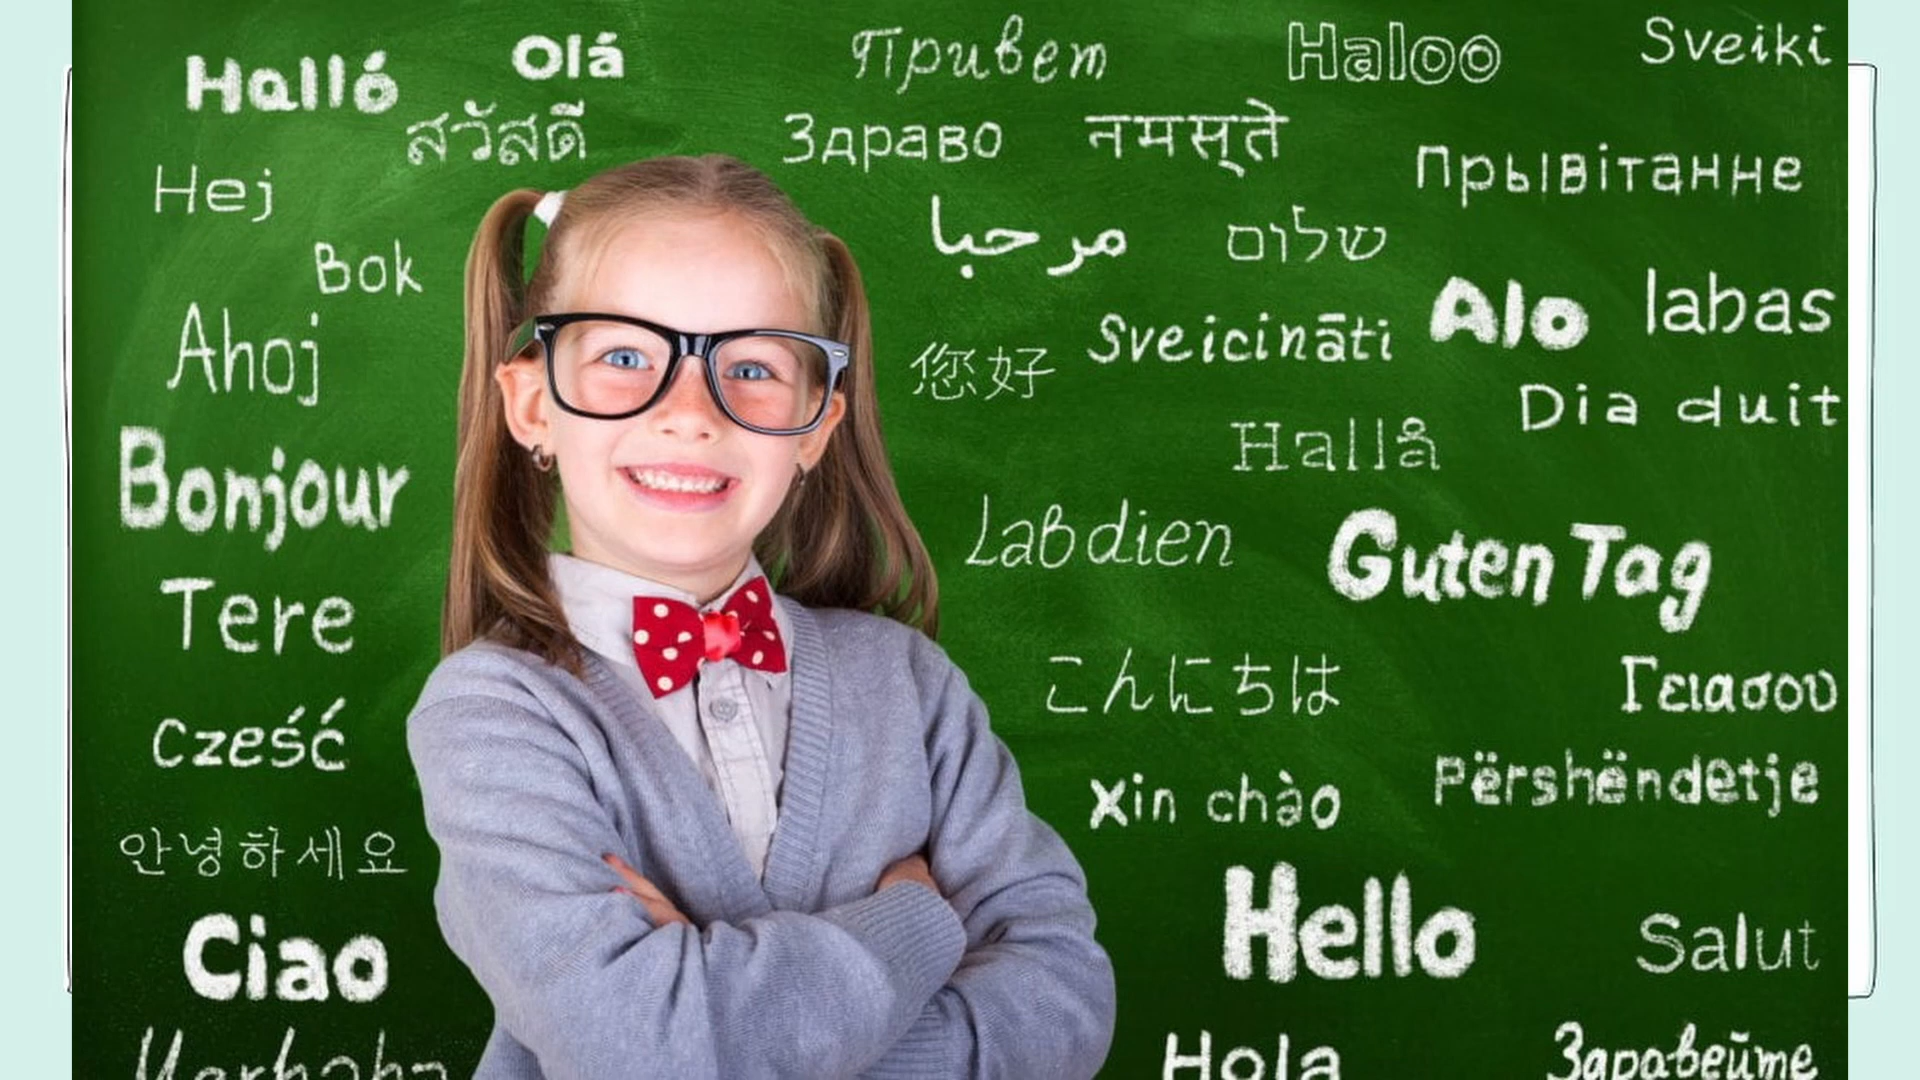 Halló
Olá
Привет
Haloo
Sveiki
สวัสดี
Здраво
नमस्ते
Прывітанне
Hej
مرحبا
שלום
Bok
Alo
labas
Ahoj
您好
Sveicināti
Dia duit
Hallå
Bonjour
Labdien
Guten Tag
Tere
こんにちは
Γειασου
cześć
Xin chào
Përshëndetje
안녕하세요
Hello
Ciao
Salut
Merhaba
Hola
Здравейте